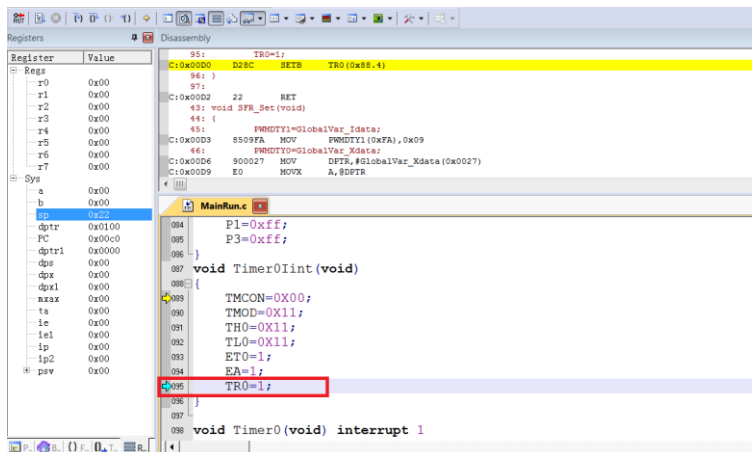 RST
Registers
Register Value
Regs
r0 0x00
r1 0x00
r2 0x00
r3 0x00
r4 0x00
r5 0x00
r6 0x00
r7 0x00
Sys
a 0x00
b 0x00
sp 0x22
dptr 0x0100
PC 0x00c0
dptr1 0x0000
dps 0x00
dpx 0x00
dpx1 0x00
mxax 0x00
ta 0x00
ie 0x00
ie1 0x00
ip 0x00
ip2 0x00
psv 0x00
P... B... {} F... T... R...
Disassembly
95: TR0=1;
C:0x00D0 D28C SETB TR0(0x88.4)
96: }
97:
C:0x00D2 22 RET
43: void SFR_Set(void)
44: {
45: PWMDTY1=GlobalVar_Idata;
C:0x00D3 8509FA MOV PWMDTY1(0xFA),0x09
46: PWMDTY0=GlobalVar_Xdata;
C:0x00D6 900027 MOV DPTR,#GlobalVar_Xdata(0x0027)
C:0x00D9 E0 MOVX A,@DPTR
MainRun.c
084 P1=0xff;
085 P3=0xff;
086 }
087 void Timer0Iint(void)
088 {
089 TMCON=0X00;
090 TMOD=0X11;
091 TH0=0X11;
092 TL0=0X11;
093 ET0=1;
094 EA=1;
095 TR0=1;
096 }
097
098 void Timer0(void) interrupt 1